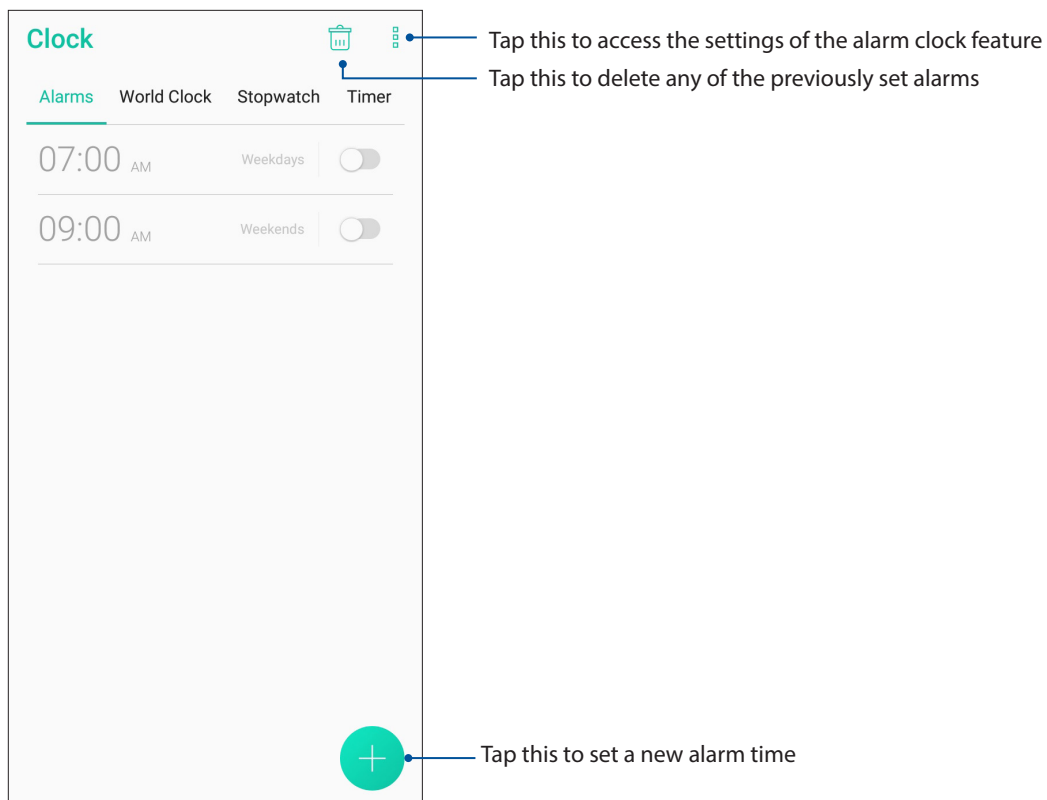 Clock
Tap this to access the settings of the alarm clock feature
Tap this to delete any of the previously set alarms
Alarms World Clock Stopwatch Timer
07:00 AM Weekdays
09:00 AM Weekends
Tap this to set a new alarm time